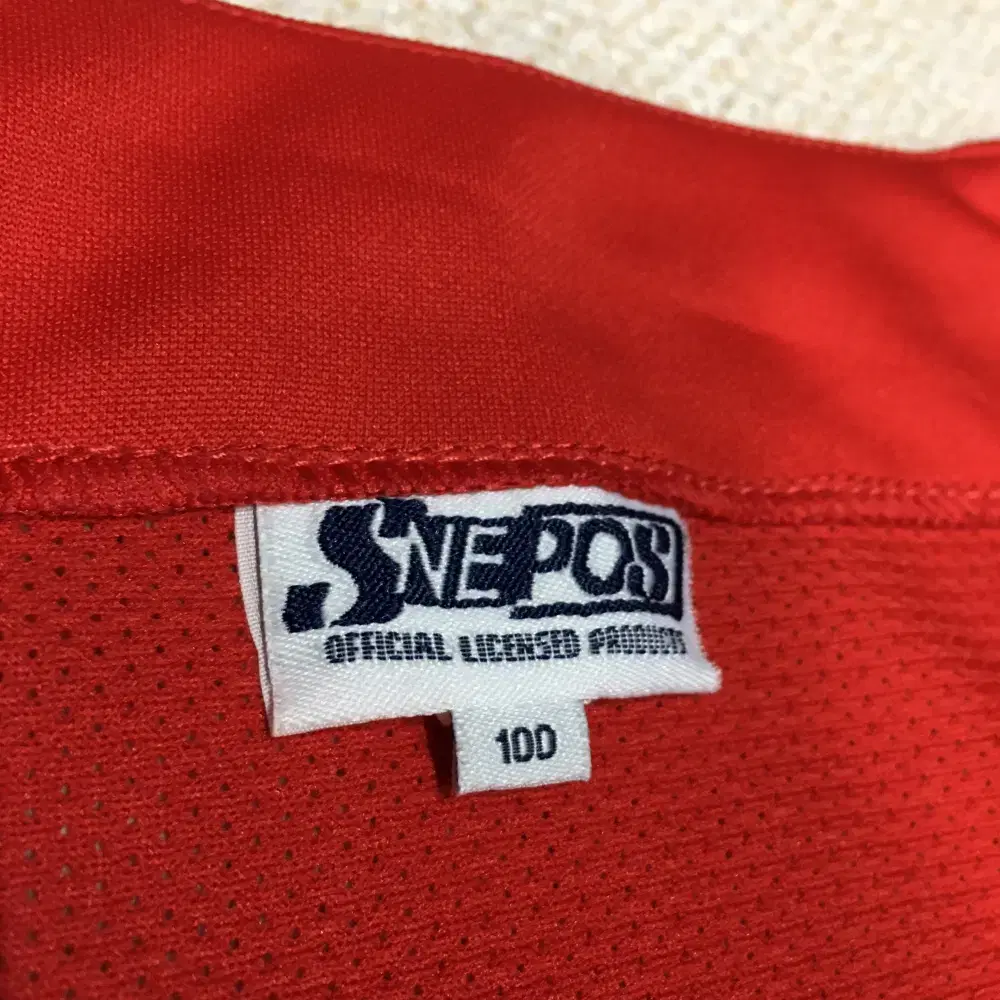 SNEPOS
OFFICIAL LICENSED PRODUCTS
100